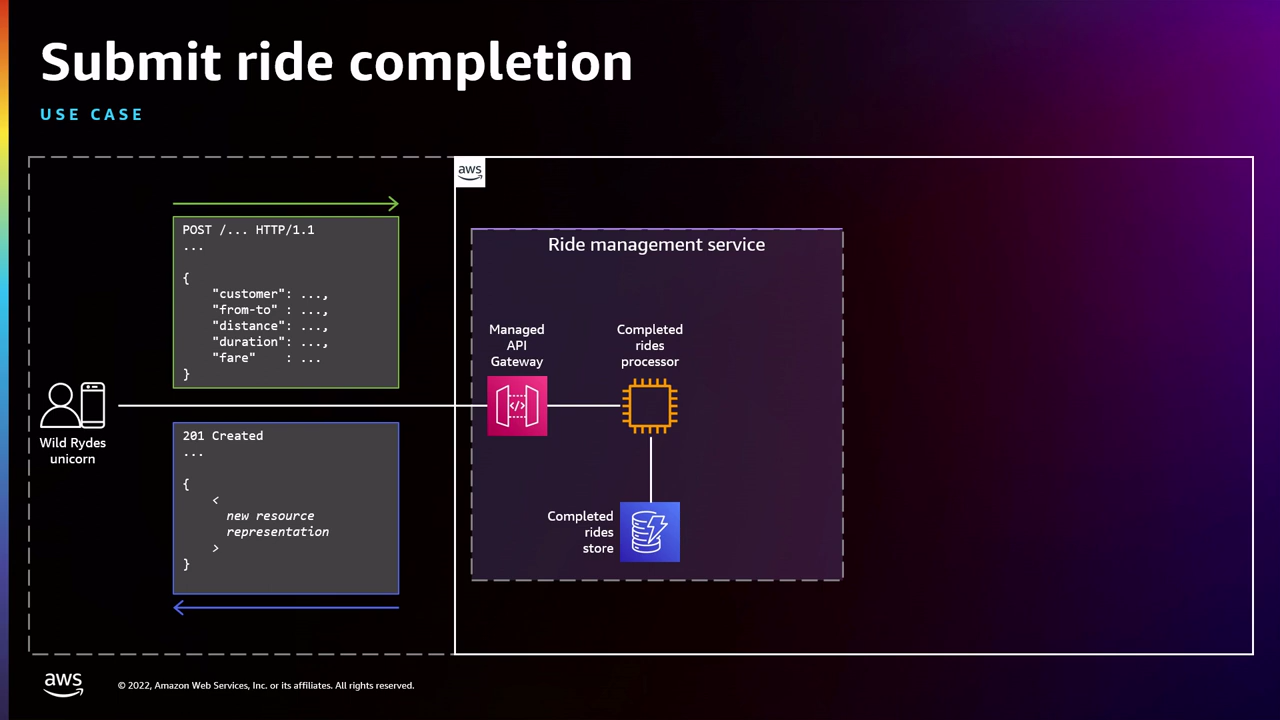 Submit ride completion
USE CASE
aws
POST /... HTTP/1.1
...
{
"customer": ...,
"from-to" : ...,
"distance": ...,
"duration": ...,
"fare"    : ...
}
Wild Rydes
unicorn
201 Created
...
{
<
new resource
representation
>
}
Ride management service
Managed
API
Gateway
</>
Completed
rides
processor
Completed
rides
store
aws
© 2022, Amazon Web Services, Inc. or its affiliates. All rights reserved.